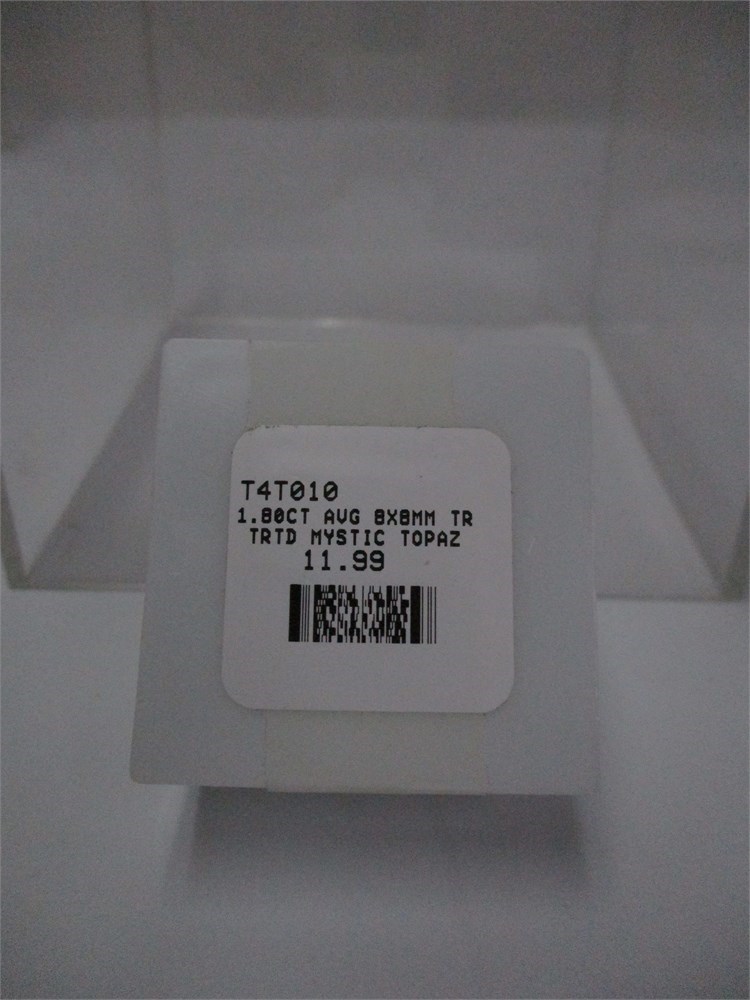 T4T010
1.80CT AVG 8X8MM TR
TRTD MYSTIC TOPAZ
11.99